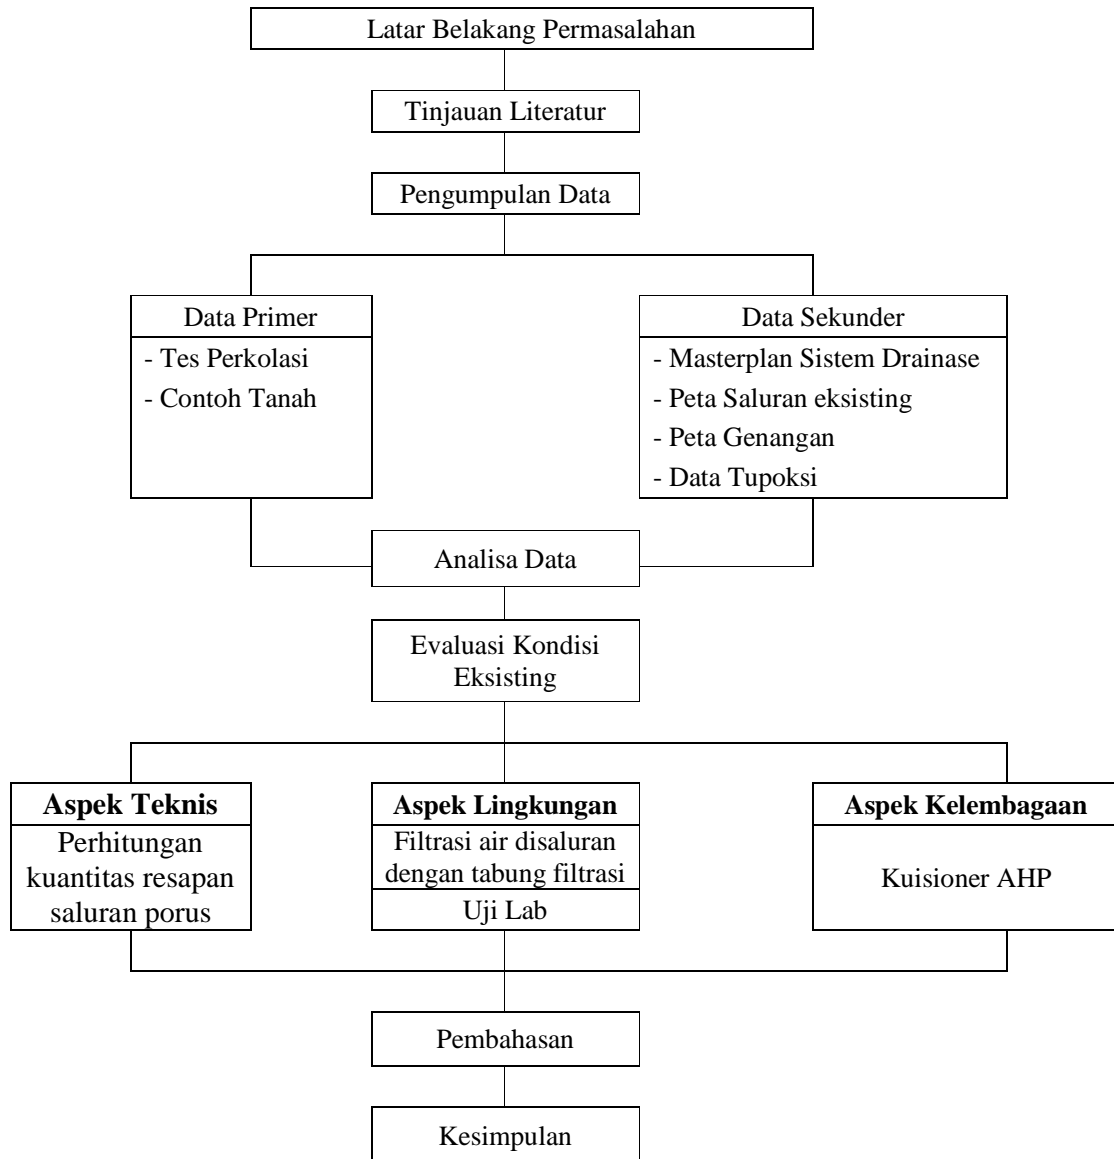 Latar Belakang Permasalahan
Tinjauan Literatur
Pengumpulan Data
Data Primer
- Tes Perkolasi
- Contoh Tanah
Data Sekunder
- Masterplan Sistem Drainase
- Peta Saluran eksisting
- Peta Genangan
- Data Tupoksi
Analisa Data
Evaluasi Kondisi
Eksisting
Aspek Teknis
Perhitungan
kuantitas resapan
saluran porus
Aspek Lingkungan
Filtrasi air disaluran
dengan tabung filtrasi
Uji Lab
Aspek Kelembagaan
Kuisioner AHP
Pembahasan
Kesimpulan